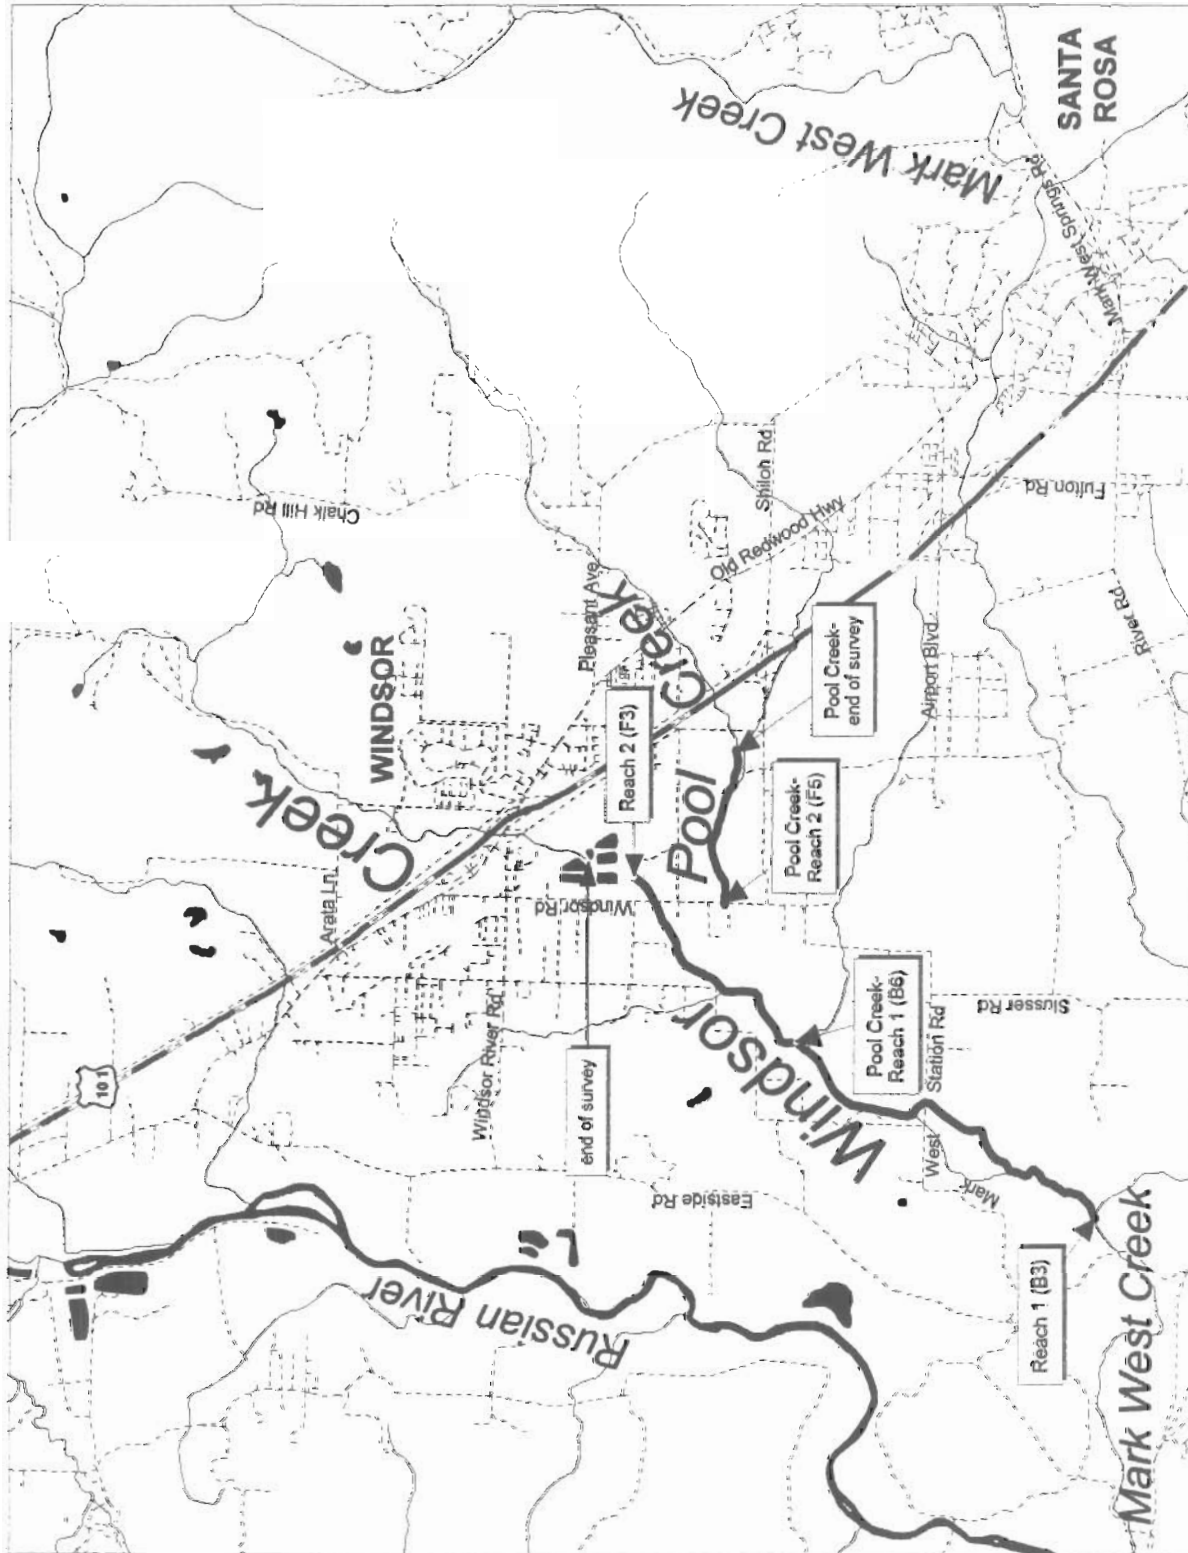 Mark West Creek
SANTA
ROSA
Mark West Springs Rd
Chalk Hill Rd
Shiloh Rd
Fulton Rd
Old Redwood Hwy
Pleasant Ave
River Rd
WINDSOR
Creek
Creek
Reach 2 (F3)
Pool Creek-
end of survey
Airport Blvd
Pool
Pool Creek-
Reach 2 (F5)
Arata Ln
Windsor Rd
Windsor River Rd
101
Windsor
Pool Creek-
Reach 1 (B6)
Station Rd
Slusser Rd
end of survey
West
Mark
Eastside Rd
Russian River
Reach 1 (B3)
Mark West Creek